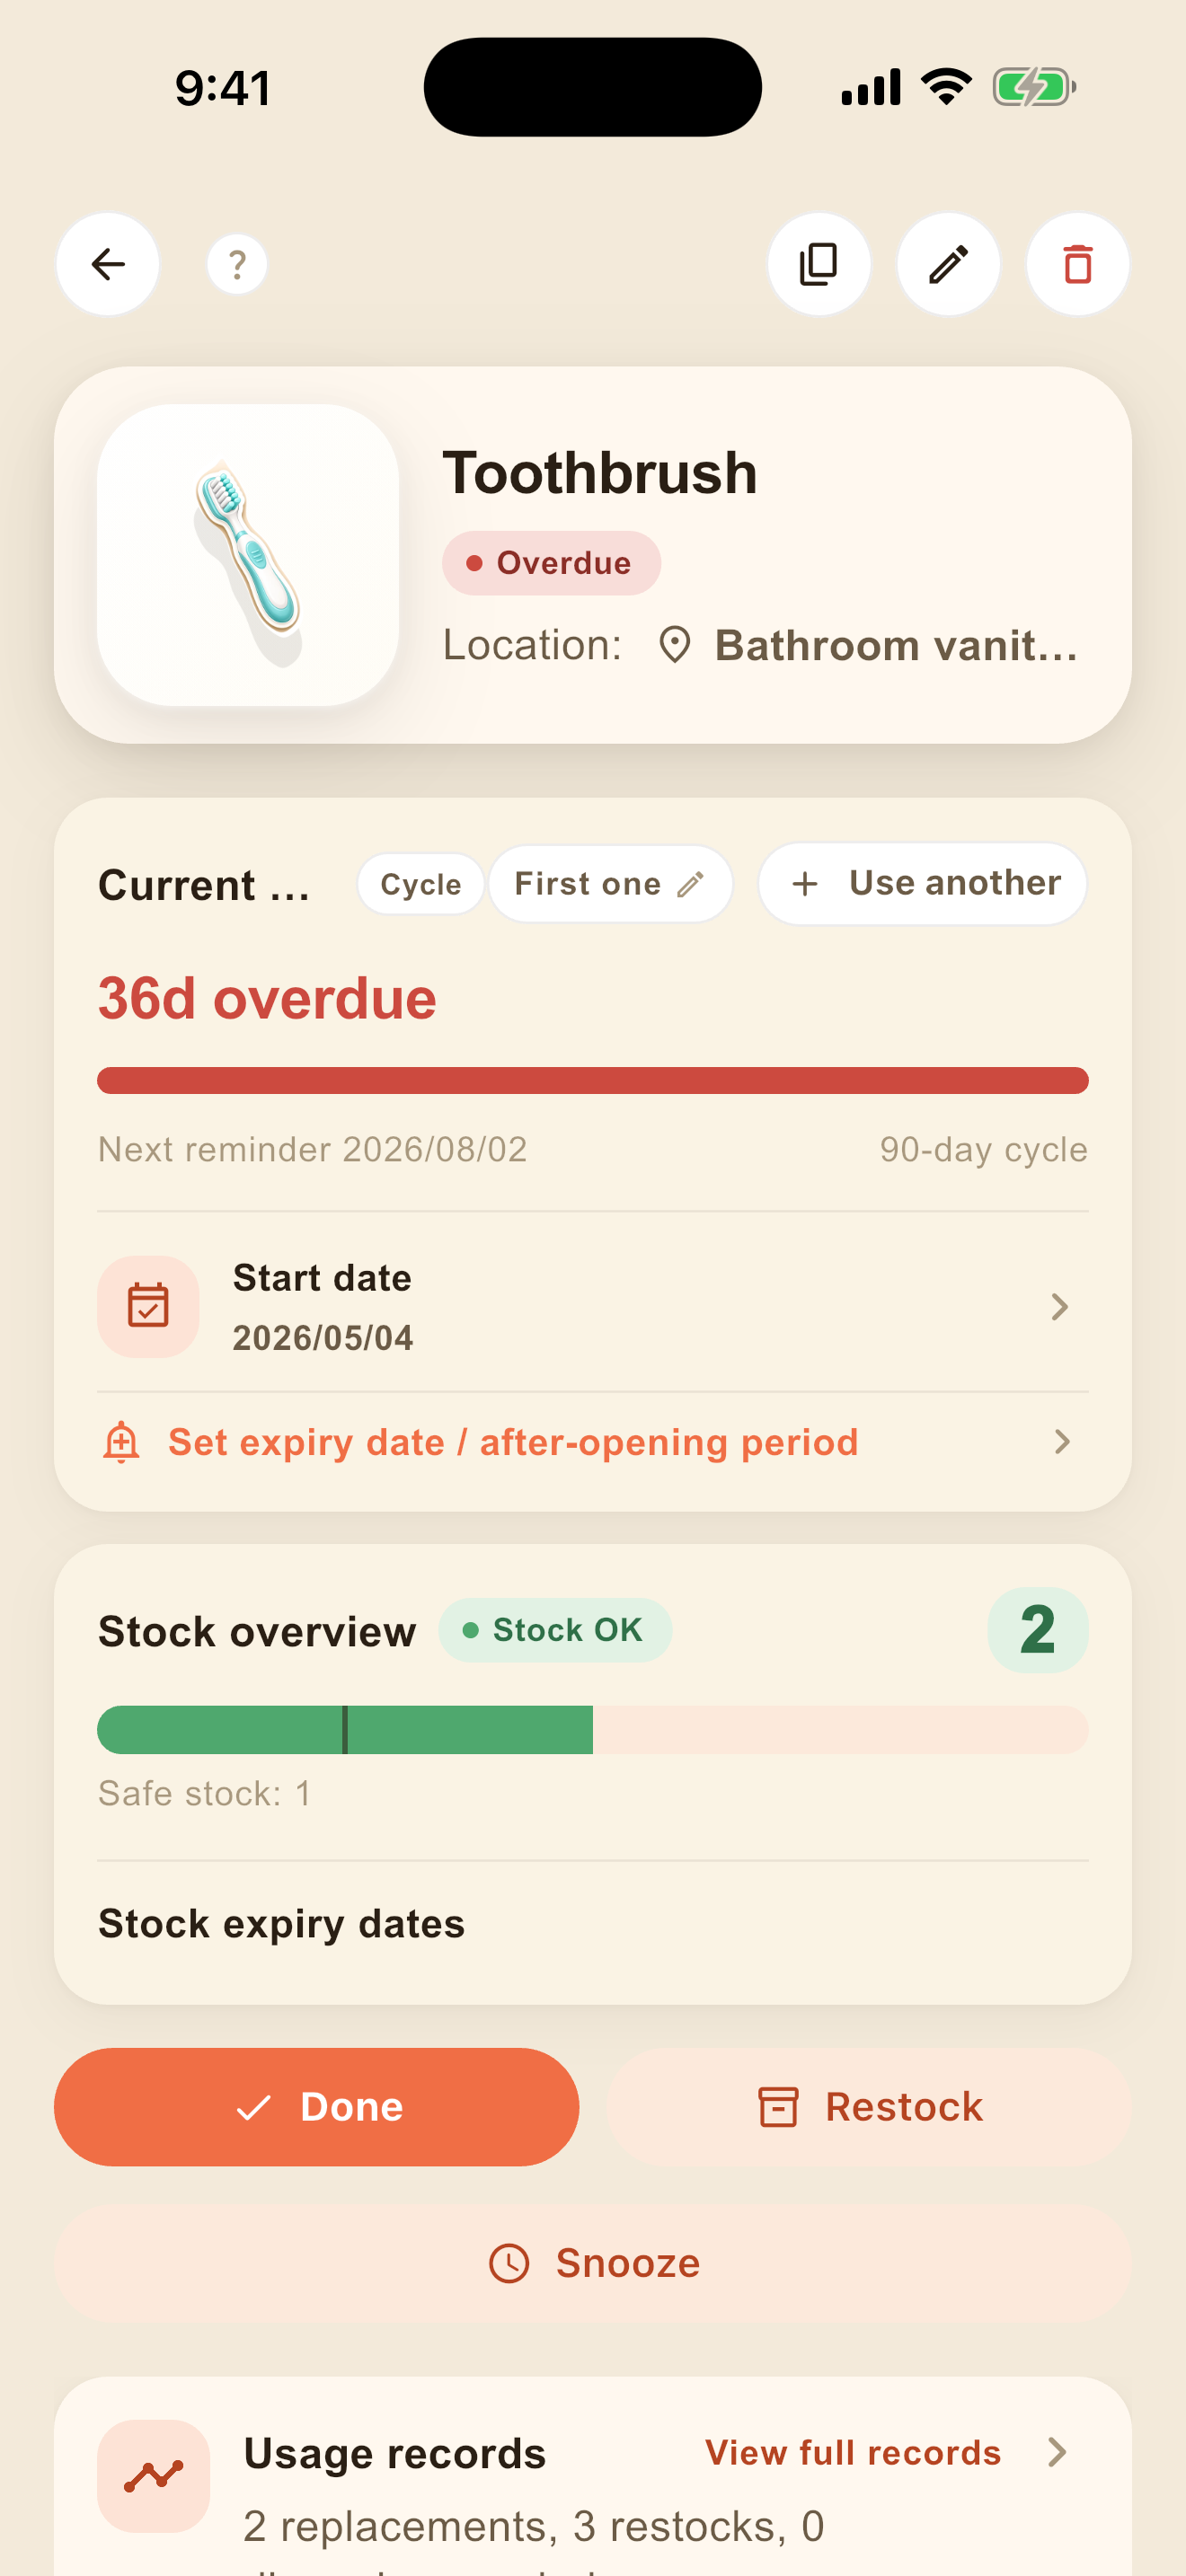 9:41
?
Toothbrush
Overdue
Location: Bathroom vanit...
Current ... Cycle First one Use another
36d overdue
Next reminder 2026/08/02 90-day cycle
Start date
2026/05/04
Set expiry date / after-opening period
Stock overview Stock OK 2
Safe stock: 1
Stock expiry dates
Done Restock
Snooze
Usage records View full records
2 replacements, 3 restocks, 0